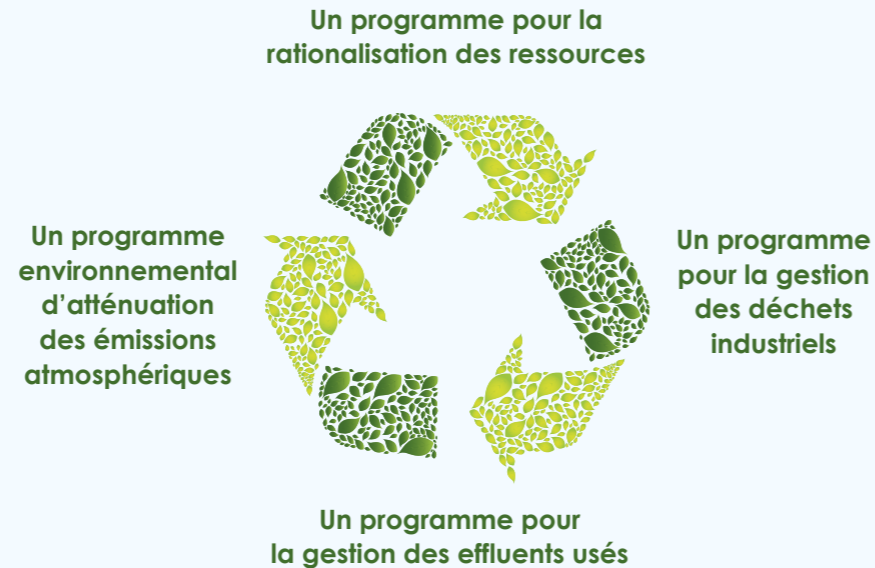 Un programme pour la
rationalisation des ressources
Un programme
environnemental
d’atténuation
des émissions
atmosphériques
Un programme
pour la gestion
des déchets
industriels
Un programme pour
la gestion des effluents usés